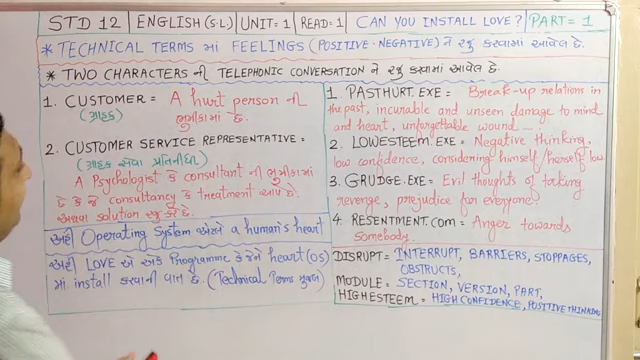 STD 12 | ENGLISH (S.L.) | UNIT=1 | READ=1 | CAN YOU INSTALL LOVE? | PART=1
* TECHNICAL TERMS માં FEELINGS (POSITIVE-NEGATIVE) ને રજુ કરવામાં આવેલ છે.
* TWO CHARACTERS ની TELEPHONIC CONVERSATION ને રજુ કરવામાં આવેલ છે.
1. CUSTOMER = A hurt person ની
(ગ્રાહક) ભુમીકામાં છે.
2. CUSTOMER SERVICE REPRESENTATIVE =
(ગ્રાહક સેવા પ્રતિનીધી)
A Psychologist કે consultant ની ભુમીકામાં
છે કે જે consultancy કે treatment આપે છે.
અથવા solution રજુ કરે છે.
અહીં Operating System એટલે a human's heart
અહીં LOVE એ એક Programme કે જેને heart (OS)
માં install કરવાની વાત છે. (Technical Terms મુજબ)
1. PASTHURT.EXE = Break-up relations in
the past, incurable and unseen damage to mind
and heart, unforgettable wound....
2. LOWESTEEM.EXE = Negative thinking,
low confidence, considering himself/herself low
3. GRUDGE.EXE = Evil thoughts of taking
revenge, prejudice for everyone?
4. RESENTMENT.COM = Anger towards
somebody.
DISRUPT = INTERRUPT, BARRIERS, STOPPAGES,
OBSTRUCTS,
MODULE = SECTION, VERSION, PART,
HIGHESTEEM = HIGH CONFIDENCE, POSITIVE THINKING